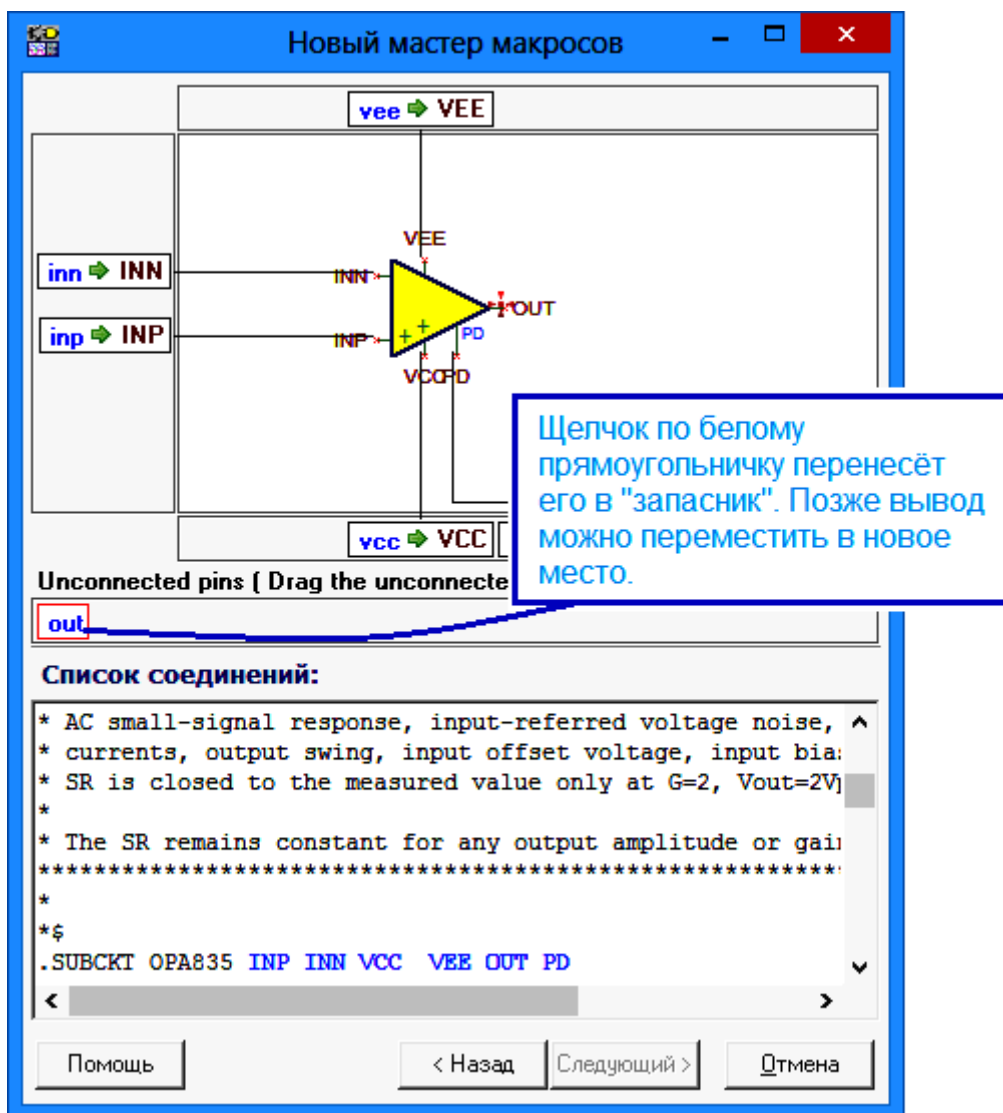 Новый мастер макросов
vee VEE
VEE
inn INN
INN
OUT
inp INP
INP
PD
VCC PD
Щелчок по белому
прямоугольничку перенесёт
его в "запасник". Позже вывод
можно переместить в новое
место.
vcc VCC
Unconnected pins ( Drag the unconnecte
out
Список соединений:
* AC small-signal response, input-referred voltage noise,
* currents, output swing, input offset voltage, input bia
* SR is closed to the measured value only at G=2, Vout=2V
*
* The SR remains constant for any output amplitude or gai
************************************************************
*
*$
.SUBCKT OPA835 INP INN VCC VEE OUT PD
Помощь
< Назад
Следующий >
Отмена